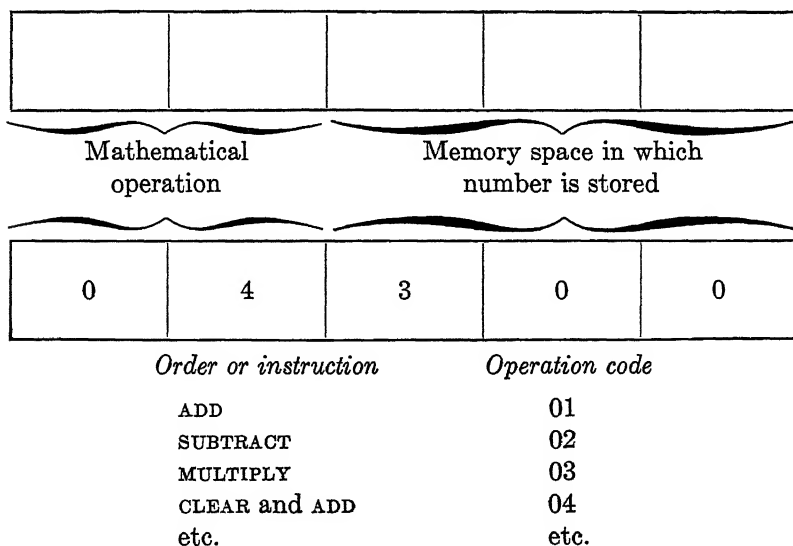 Mathematical operation
Memory space in which number is stored
0 4 3 0 0
Order or instruction Operation code
ADD 01
SUBTRACT 02
MULTIPLY 03
CLEAR and ADD 04
etc. etc.